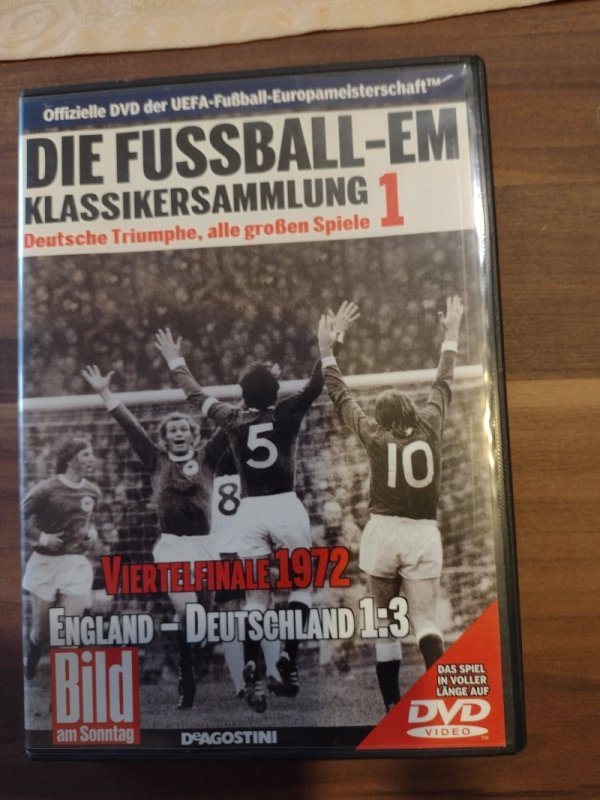 Offizielle DVD der UEFA-Fußball-Europameisterschaft™
DIE FUSSBALL-EM
KLASSIKERSAMMLUNG 1
Deutsche Triumphe, alle großen Spiele
5
8
10
VIERTELFINALE 1972
ENGLAND – DEUTSCHLAND 1:3
Bild
am Sonntag
DeAGOSTINI
DAS SPIEL
IN VOLLER
LÄNGE AUF
DVD
VIDEO™